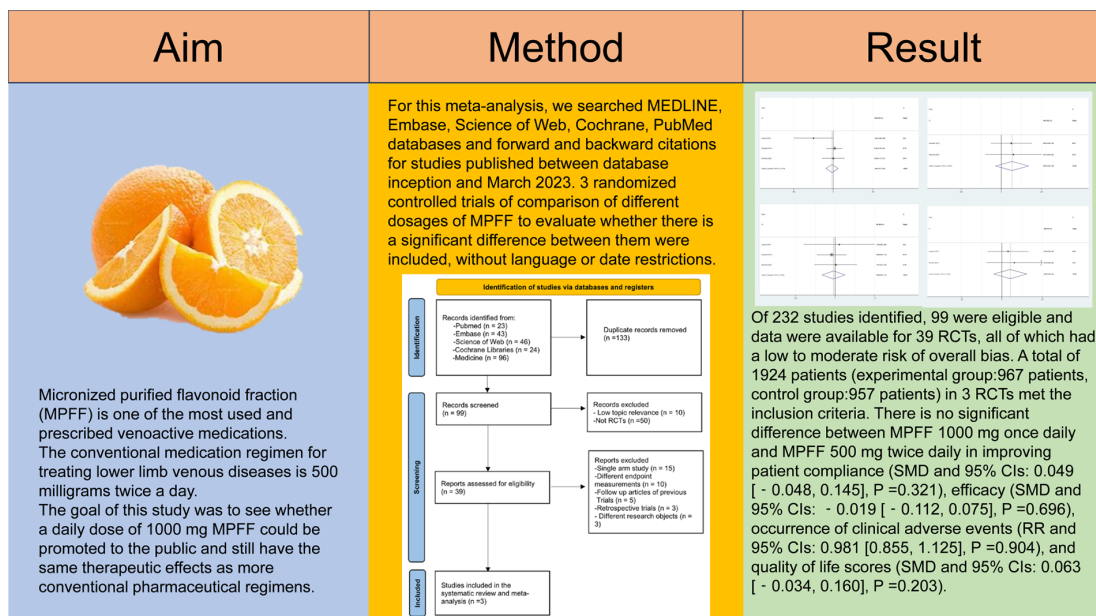 Aim
Method
Result
Micronized purified flavonoid fraction
(MPFF) is one of the most used and
prescribed venoactive medications.
The conventional medication regimen for
treating lower limb venous diseases is 500
milligrams twice a day.
The goal of this study was to see whether
a daily dose of 1000 mg MPFF could be
promoted to the public and still have the
same therapeutic effects as more
conventional pharmaceutical regimens.
For this meta-analysis, we searched MEDLINE,
Embase, Science of Web, Cochrane, PubMed
databases and forward and backward citations
for studies published between database
inception and March 2023. 3 randomized
controlled trials of comparison of different
dosages of MPFF to evaluate whether there is
a significant difference between them were
included, without language or date restrictions.
Identification of studies via databases and registers
Identification
Records identified from:
-Pubmed (n = 23)
-Embase (n = 43)
-Science of Web (n = 46)
-Cochrane Libraries (n = 24)
-Medicine (n = 96)
Duplicate records removed
(n =133)
Screening
Records screened
(n = 99)
Records excluded
- Low topic relevance (n = 10)
-Not RCTs (n =50)
Reports assessed for eligibility
(n = 39)
Reports excluded
-Single arm study (n = 15)
-Different endpoint
measurements (n = 10)
-Follow up articles of previous
Trials (n = 5)
-Retrospective trials (n = 3)
- Different research objects (n =
3)
Included
Studies included in the
systematic review and meta-
analysis (n =3)
Of 232 studies identified, 99 were eligible and
data were available for 39 RCTs, all of which had
a low to moderate risk of overall bias. A total of
1924 patients (experimental group:967 patients,
control group:957 patients) in 3 RCTs met the
inclusion criteria. There is no significant
difference between MPFF 1000 mg once daily
and MPFF 500 mg twice daily in improving
patient compliance (SMD and 95% CIs: 0.049
[ - 0.048, 0.145], P =0.321), efficacy (SMD and
95% CIs:  - 0.019 [ - 0.112, 0.075], P =0.696),
occurrence of clinical adverse events (RR and
95% CIs: 0.981 [0.855, 1.125], P =0.904), and
quality of life scores (SMD and 95% CIs: 0.063
[ - 0.034, 0.160], P =0.203).